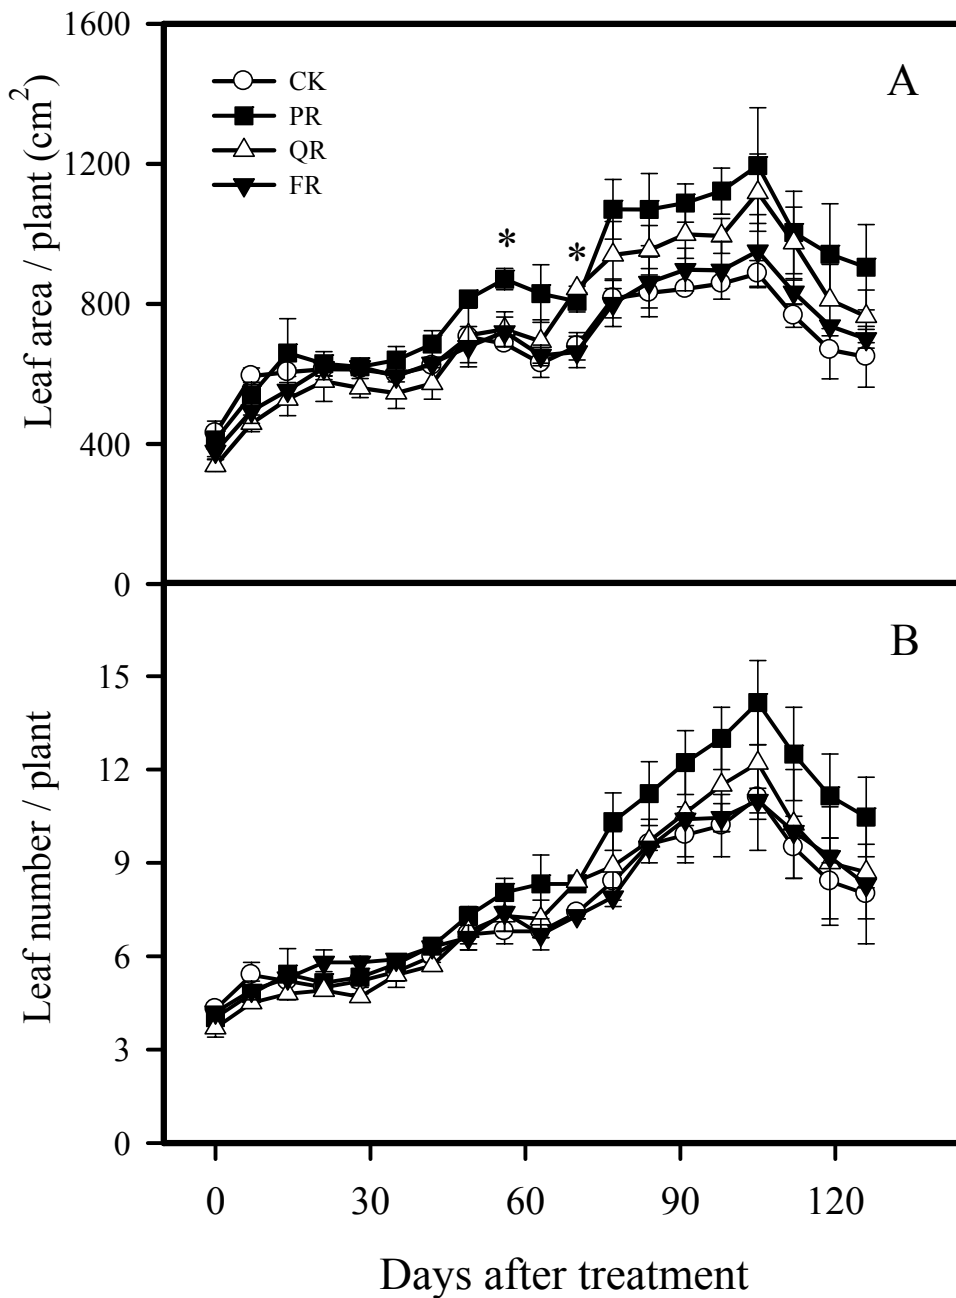 1600
1200
800
400
0
Leaf area / plant (cm²)
CK
PR
QR
FR
A
*
*
B
15
12
9
6
3
0
Leaf number / plant
0 30 60 90 120
Days after treatment